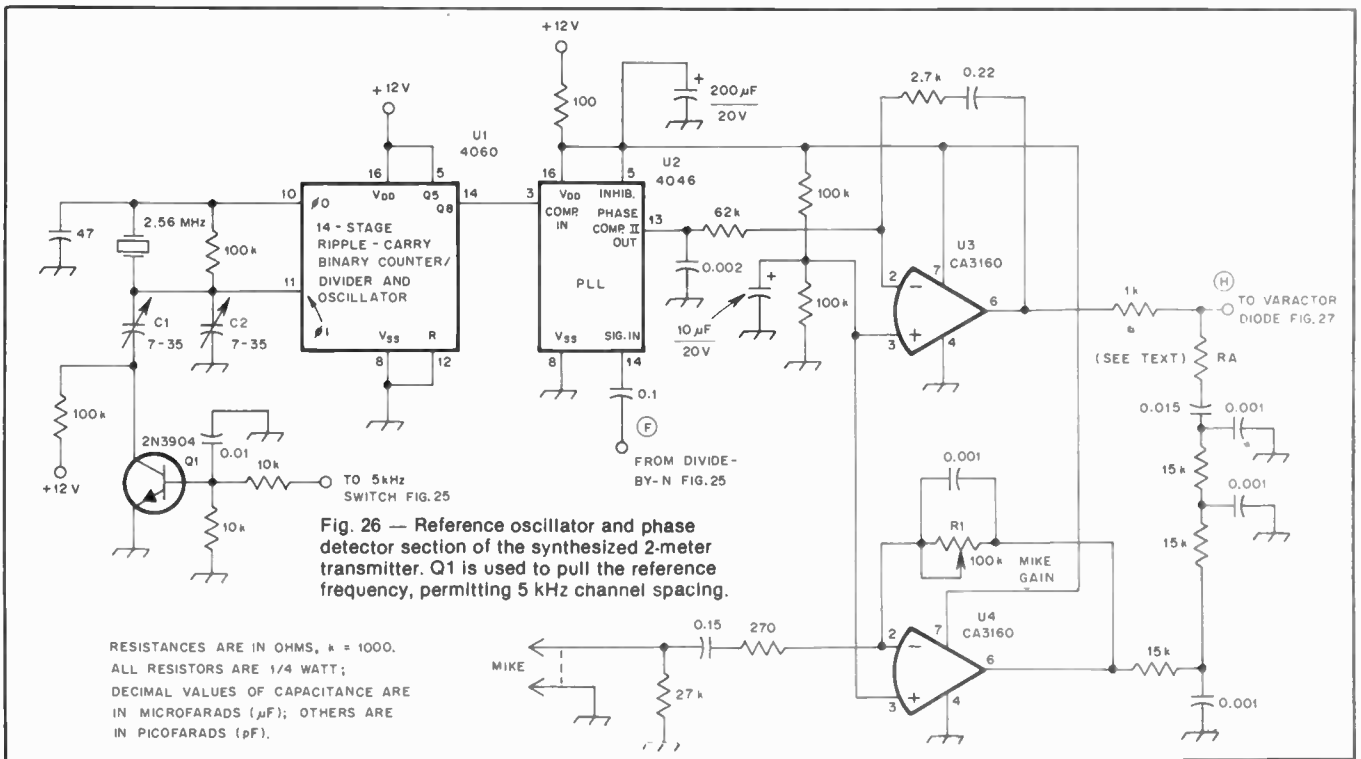 +12V
+12V
100
+
200µF
20V
2.7k
0.22
U1
4060
U2
4046
16
5
VDD
Q5
Q8
14
10
ø0
11
ø1
14-STAGE
RIPPLE-CARRY
BINARY COUNTER/
DIVIDER AND
OSCILLATOR
VSS
R
8
12
47
2.56 MHz
100k
C1
7-35
C2
7-35
16
5
3
VDD
INHIB.
COMP.
IN
PHASE
COMP. II
OUT
13
PLL
VSS
SIG.IN
8
14
0.1
F
FROM DIVIDE-
BY-N FIG.25
62k
0.002
100k
+
10µF
20V
100k
U3
CA3160
2
−
7
6
3
+
4
1k
H
TO VARACTOR
DIODE FIG.27
(SEE TEXT)
RA
0.015
0.001
15k
0.001
15k
100k
+12V
2N3904
Q1
0.01
10k
10k
TO 5kHz
SWITCH FIG.25
Fig. 26 — Reference oscillator and phase
detector section of the synthesized 2-meter
transmitter. Q1 is used to pull the reference
frequency, permitting 5 kHz channel spacing.
0.001
R1
100k
MIKE
GAIN
U4
CA3160
2
−
7
6
3
+
4
15k
0.001
MIKE
0.15
270
27k
RESISTANCES ARE IN OHMS, k = 1000.
ALL RESISTORS ARE 1/4 WATT;
DECIMAL VALUES OF CAPACITANCE ARE
IN MICROFARADS (µF); OTHERS ARE
IN PICOFARADS (pF).